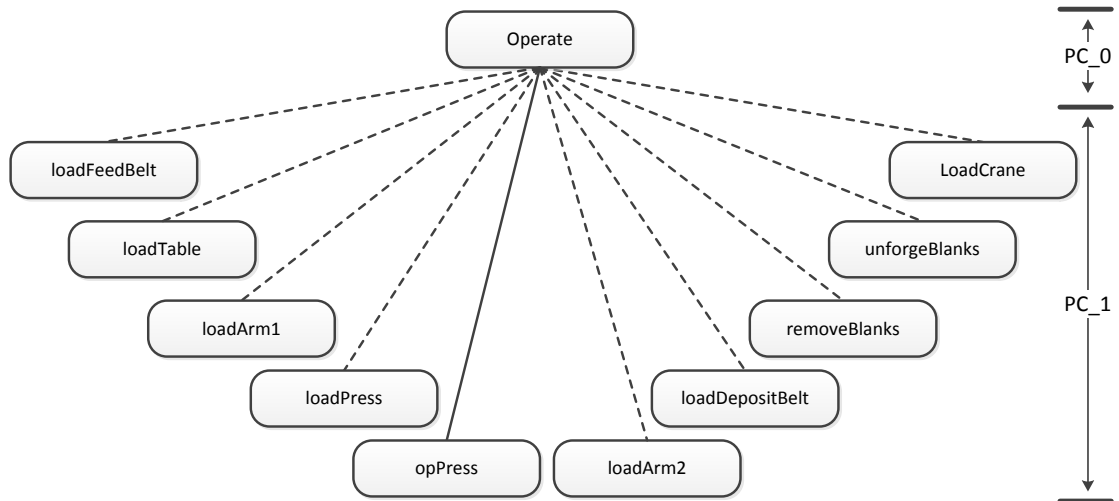 Operate
PC_0
loadFeedBelt
LoadCrane
loadTable
unforgeBlanks
PC_1
loadArm1
removeBlanks
loadPress
loadDepositBelt
opPress
loadArm2